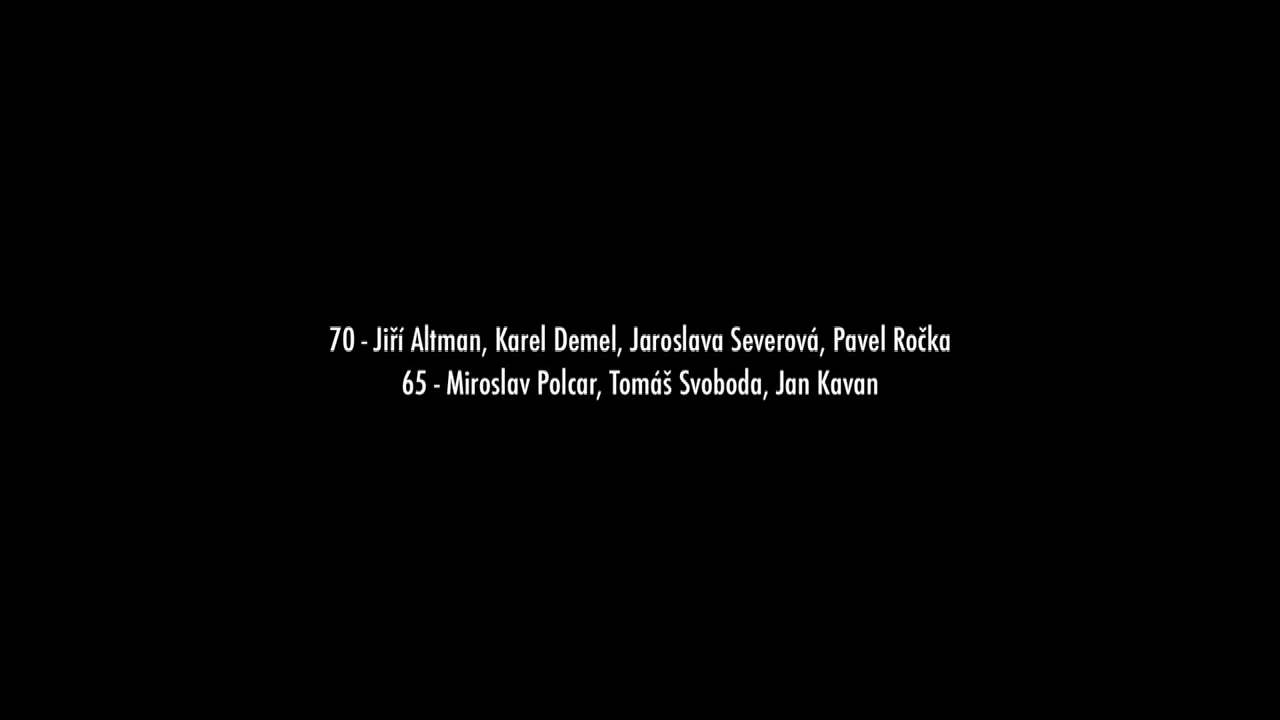 70 - Jiří Altman, Karel Demel, Jaroslava Severová, Pavel Ročka
65 - Miroslav Polcar, Tomáš Svoboda, Jan Kavan